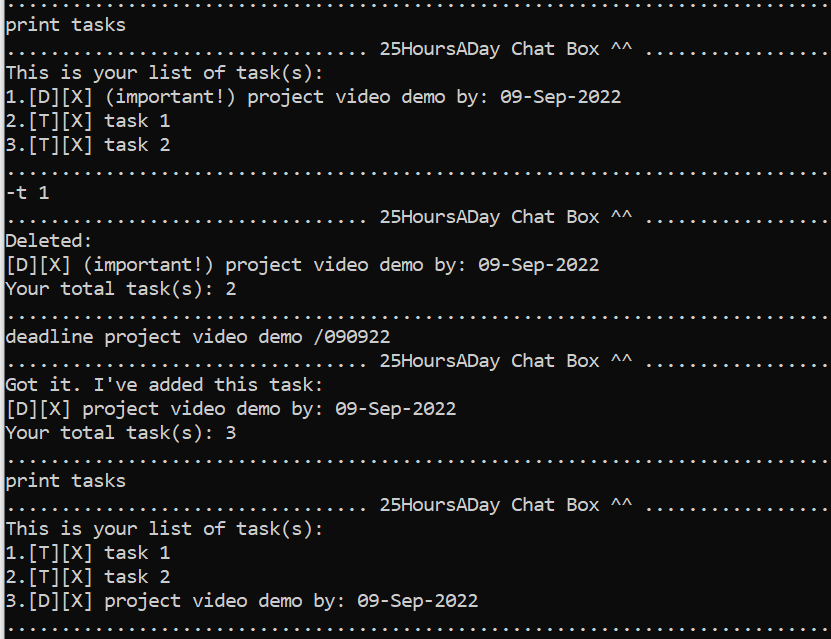 ...........................................................................
print tasks
................................. 25HoursADay Chat Box ^^ .................
This is your list of task(s):
1.[D][X] (important!) project video demo by: 09-Sep-2022
2.[T][X] task 1
3.[T][X] task 2
...........................................................................
-t 1
................................. 25HoursADay Chat Box ^^ .................
Deleted:
[D][X] (important!) project video demo by: 09-Sep-2022
Your total task(s): 2
...........................................................................
deadline project video demo /090922
................................. 25HoursADay Chat Box ^^ .................
Got it. I've added this task:
[D][X] project video demo by: 09-Sep-2022
Your total task(s): 3
...........................................................................
print tasks
................................. 25HoursADay Chat Box ^^ .................
This is your list of task(s):
1.[T][X] task 1
2.[T][X] task 2
3.[D][X] project video demo by: 09-Sep-2022
...........................................................................